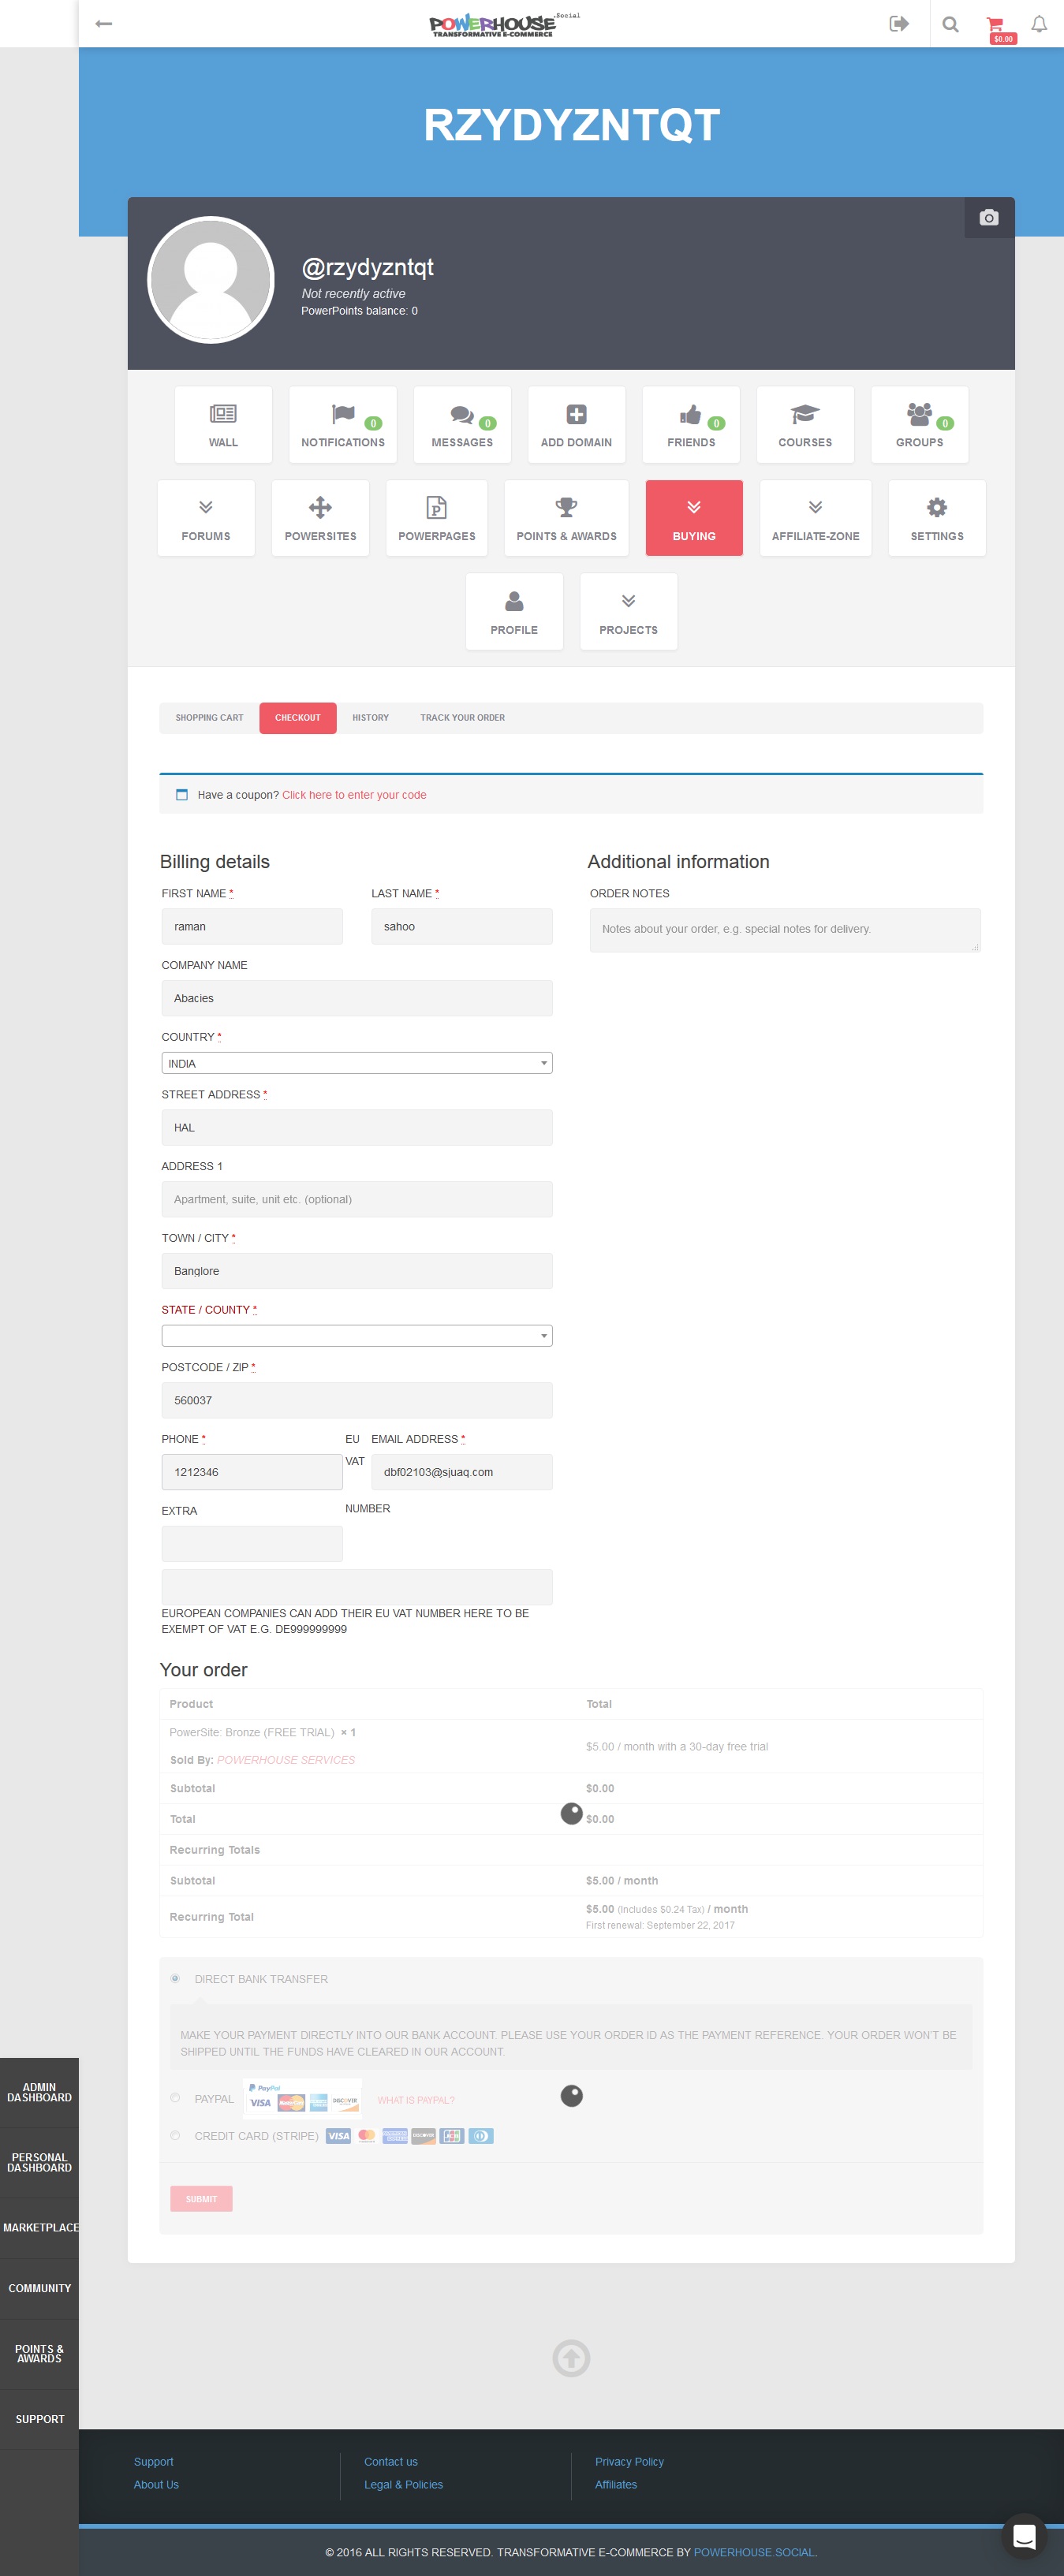 POWERHOUSE.Social
TRANSFORMATIVE E-COMMERCE
$0.00
RZYDYZNTQT
@rzydyzntqt
Not recently active
PowerPoints balance: 0
WALL
0
NOTIFICATIONS
0
MESSAGES
ADD DOMAIN
0
FRIENDS
COURSES
0
GROUPS
FORUMS
POWERSITES
POWERPAGES
POINTS & AWARDS
BUYING
AFFILIATE-ZONE
SETTINGS
PROFILE
PROJECTS
SHOPPING CART CHECKOUT HISTORY TRACK YOUR ORDER
Have a coupon? Click here to enter your code
Billing details
FIRST NAME *
raman
LAST NAME *
sahoo
COMPANY NAME
Abacies
COUNTRY *
INDIA
STREET ADDRESS *
HAL
ADDRESS 1
Apartment, suite, unit etc. (optional)
TOWN / CITY *
Banglore
STATE / COUNTY *
POSTCODE / ZIP *
560037
PHONE *
1212346
EU
VAT
NUMBER
EMAIL ADDRESS *
dbf02103@sjuaq.com
EXTRA
EUROPEAN COMPANIES CAN ADD THEIR EU VAT NUMBER HERE TO BE
EXEMPT OF VAT E.G. DE999999999
Additional information
ORDER NOTES
Notes about your order, e.g. special notes for delivery.
Your order
Product Total
PowerSite: Bronze (FREE TRIAL) × 1
Sold By: POWERHOUSE SERVICES
$5.00 / month with a 30-day free trial
Subtotal $0.00
Total $0.00
Recurring Totals
Subtotal $5.00 / month
Recurring Total $5.00 (Includes $0.24 Tax) / month
First renewal: September 22, 2017
DIRECT BANK TRANSFER
MAKE YOUR PAYMENT DIRECTLY INTO OUR BANK ACCOUNT. PLEASE USE YOUR ORDER ID AS THE PAYMENT REFERENCE. YOUR ORDER WON'T BE
SHIPPED UNTIL THE FUNDS HAVE CLEARED IN OUR ACCOUNT.
PAYPAL PayPal VISA MasterCard DISCOVER WHAT IS PAYPAL?
CREDIT CARD (STRIPE) VISA DISCOVER JCB
SUBMIT
ADMIN
DASHBOARD
PERSONAL
DASHBOARD
MARKETPLACE
COMMUNITY
POINTS &
AWARDS
SUPPORT
Support
About Us
Contact us
Legal & Policies
Privacy Policy
Affiliates
© 2016 ALL RIGHTS RESERVED. TRANSFORMATIVE E-COMMERCE BY POWERHOUSE.SOCIAL.